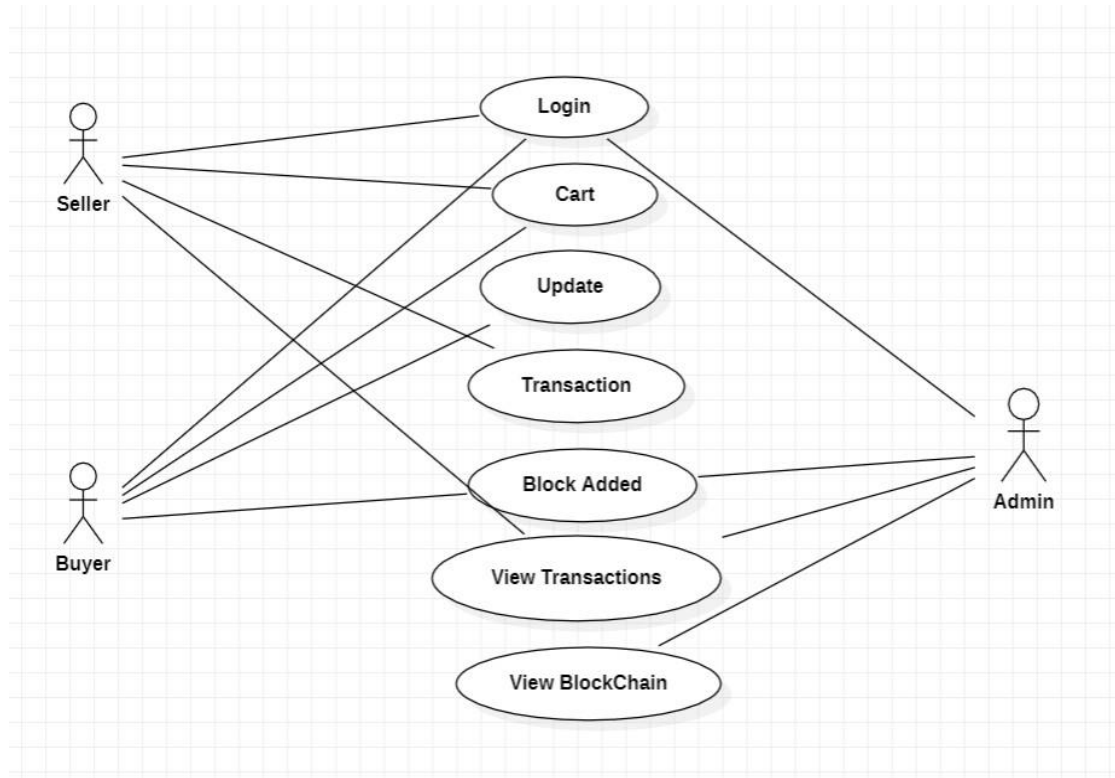 Login
Seller
Cart
Update
Transaction
Block Added
Admin
Buyer
View Transactions
View BlockChain